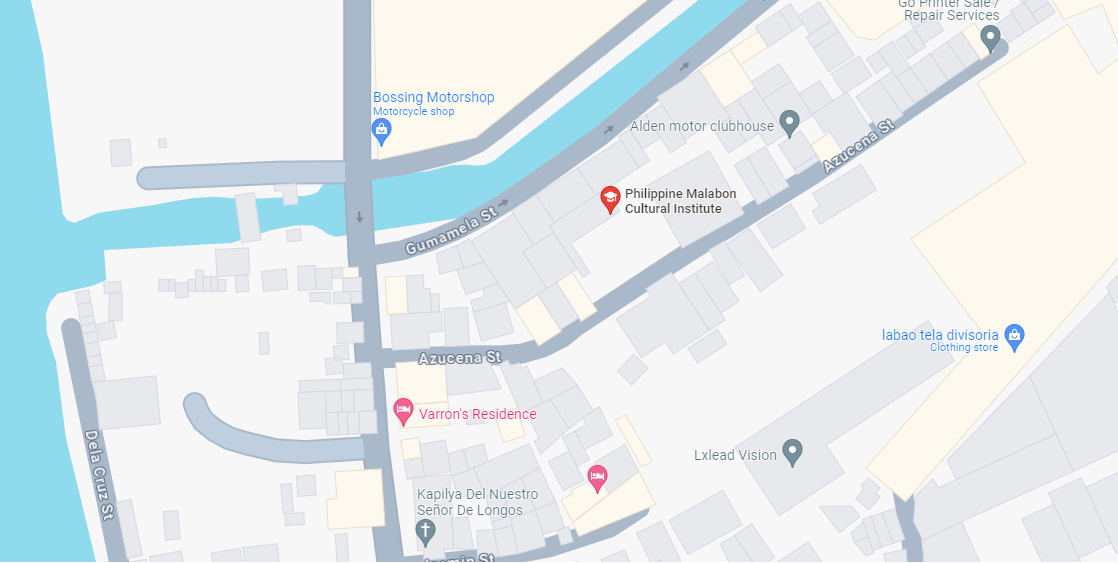 Go Printer Sale /
Repair Services
Bossing Motorshop
Motorcycle shop
Alden motor clubhouse
Azucena St
Philippine Malabon
Cultural Institute
Gumamela St
labao tela divisoria
Clothing store
Azucena St
Varron's Residence
Dela Cruz St
Lxlead Vision
Kapilya Del Nuestro
Señor De Longos
St